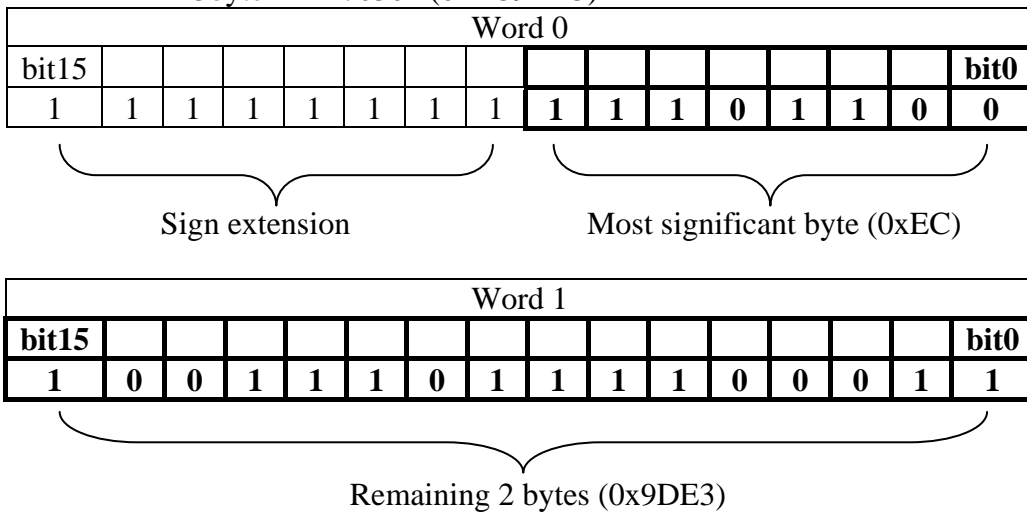 Word 0
bit15 bit0
1 1 1 1 1 1 1 1 1 1 1 0 1 1 0 0
Sign extension Most significant byte (0xEC)
Word 1
bit15 bit0
1 0 0 1 1 1 0 1 1 1 1 0 0 0 1 1
Remaining 2 bytes (0x9DE3)